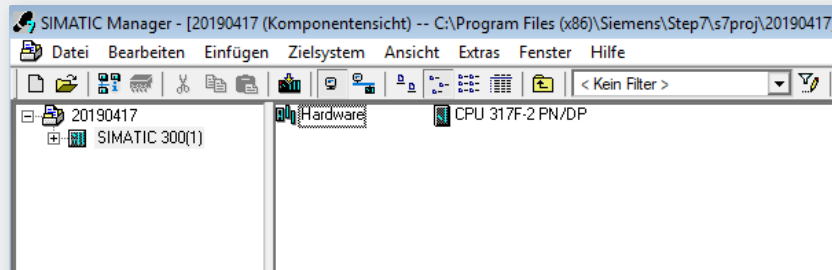 SIMATIC Manager - [20190417 (Komponentensicht) -- C:\Program Files (x86)\Siemens\Step7\s7proj\20190417
Datei Bearbeiten Einfügen Zielsystem Ansicht Extras Fenster Hilfe
< Kein Filter >
20190417
SIMATIC 300(1)
Hardware CPU 317F-2 PN/DP